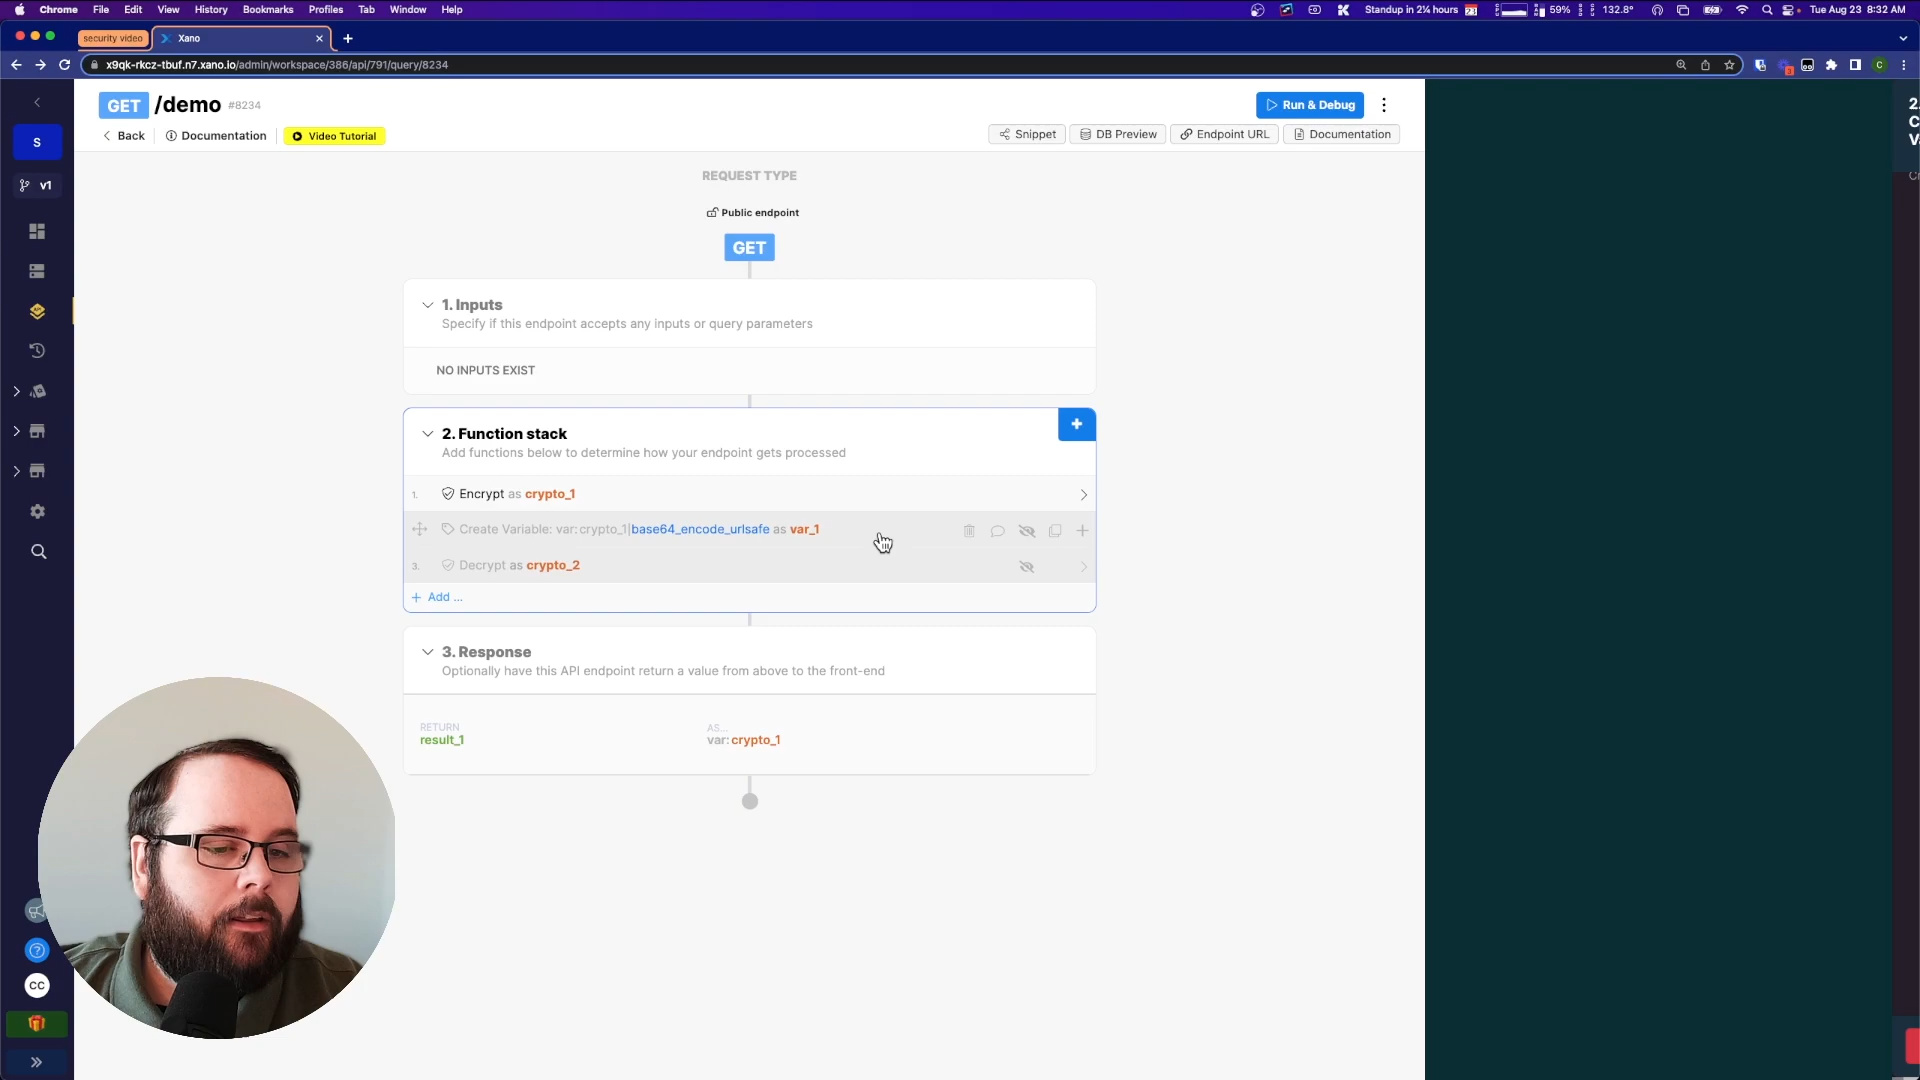 Chrome File Edit View History Bookmarks Profiles Tab Window Help
Standup in 2¼ hours 59% 132.8° Tue Aug 23 8:32 AM
security video Xano
x9qk-rkcz-tbuf.n7.xano.io/admin/workspace/386/api/791/query/8234
GET /demo #8234
Run & Debug
Back Documentation Video Tutorial
Snippet DB Preview Endpoint URL Documentation
S
v1
REQUEST TYPE
Public endpoint
GET
1. Inputs
Specify if this endpoint accepts any inputs or query parameters
NO INPUTS EXIST
2. Function stack
Add functions below to determine how your endpoint gets processed
1. Encrypt as crypto_1
Create Variable: var:crypto_1|base64_encode_urlsafe as var_1
3. Decrypt as crypto_2
+ Add ...
3. Response
Optionally have this API endpoint return a value from above to the front-end
RETURN AS...
result_1 var:crypto_1
CC
2.